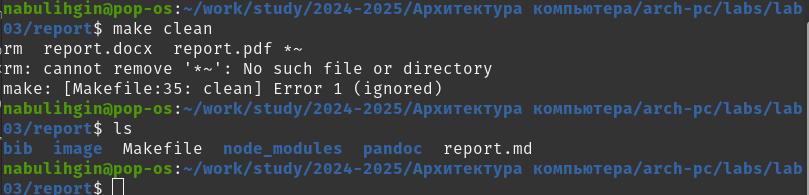 nabulihgin@pop-os:~/work/study/2024-2025/Архитектура компьютера/arch-pc/labs/lab
03/report$ make clean
rm  report.docx  report.pdf *~
rm: cannot remove '*~': No such file or directory
make: [Makefile:35: clean] Error 1 (ignored)
nabulihgin@pop-os:~/work/study/2024-2025/Архитектура компьютера/arch-pc/labs/lab
03/report$ ls
bib  image  Makefile  node_modules  pandoc  report.md
nabulihgin@pop-os:~/work/study/2024-2025/Архитектура компьютера/arch-pc/labs/lab
03/report$